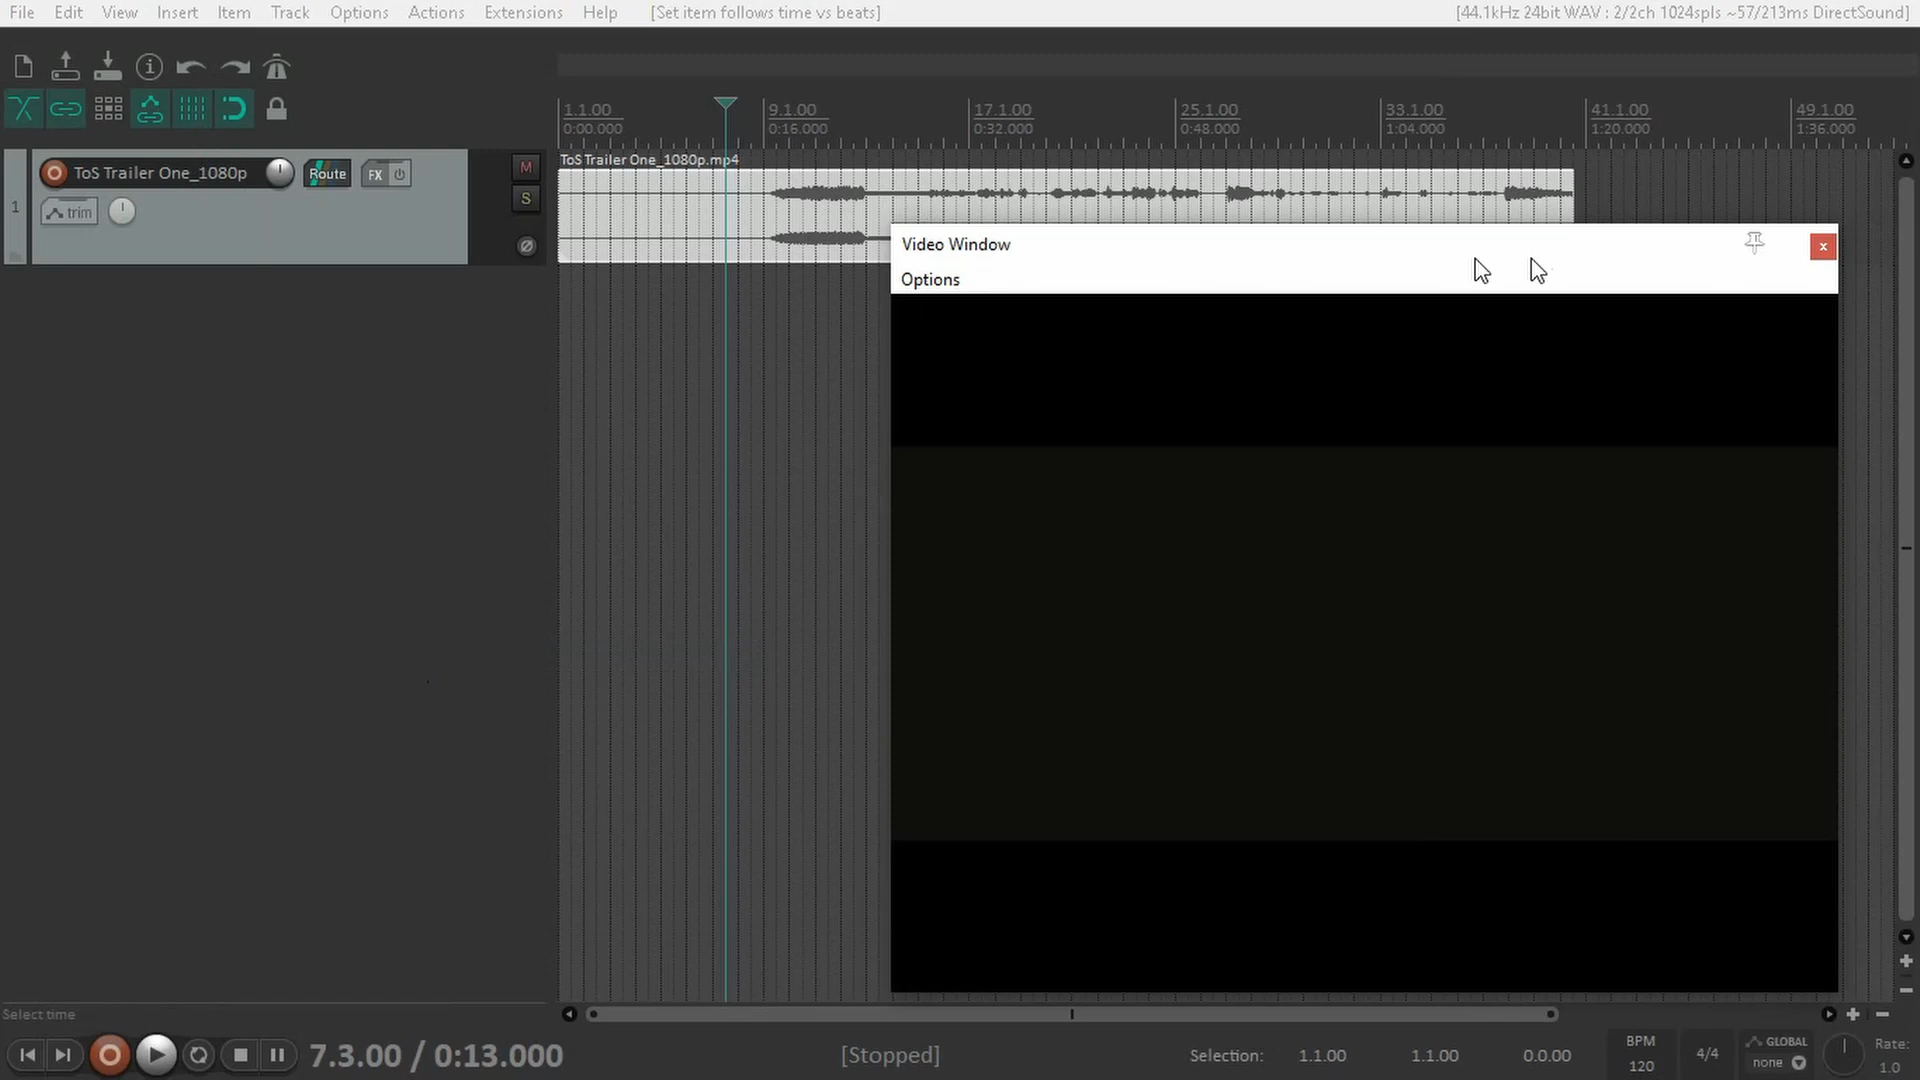 File Edit View Insert Item Track Options Actions Extensions Help [Set item follows time vs beats] [44.1kHz 24bit WAV : 2/2ch 1024spls ~57/213ms DirectSound]
1.1.00 9.1.00 17.1.00 25.1.00 33.1.00 41.1.00 49.1.00
0:00.000 0:16.000 0:32.000 0:48.000 1:04.000 1:20.000 1:36.000
ToS Trailer One_1080p.mp4
1
ToS Trailer One_1080p Route FX M
trim S
Video Window x
Options
Select time
7.3.00 / 0:13.000 [Stopped] Selection: 1.1.00 1.1.00 0.0.00
BPM
120
4/4
GLOBAL
none
Rate:
1.0